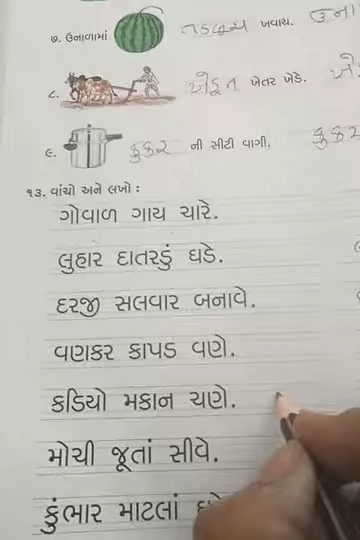 ૭. ઉનાળામાં તડબૂચ ખવાય. ઉના
૮. ખેડૂત ખેતર ખેડે. ખે
૯. કુકર ની સીટી વાગી, કુકર
૧૩. વાંચો અને લખો :
ગોવાળ ગાય ચારે.
લુહાર દાતરડું ઘડે.
દરજી સલવાર બનાવે.
વણકર કાપડ વણે.
કડિયો મકાન ચણે.
મોચી જૂતાં સીવે.
કુંભાર માટલાં